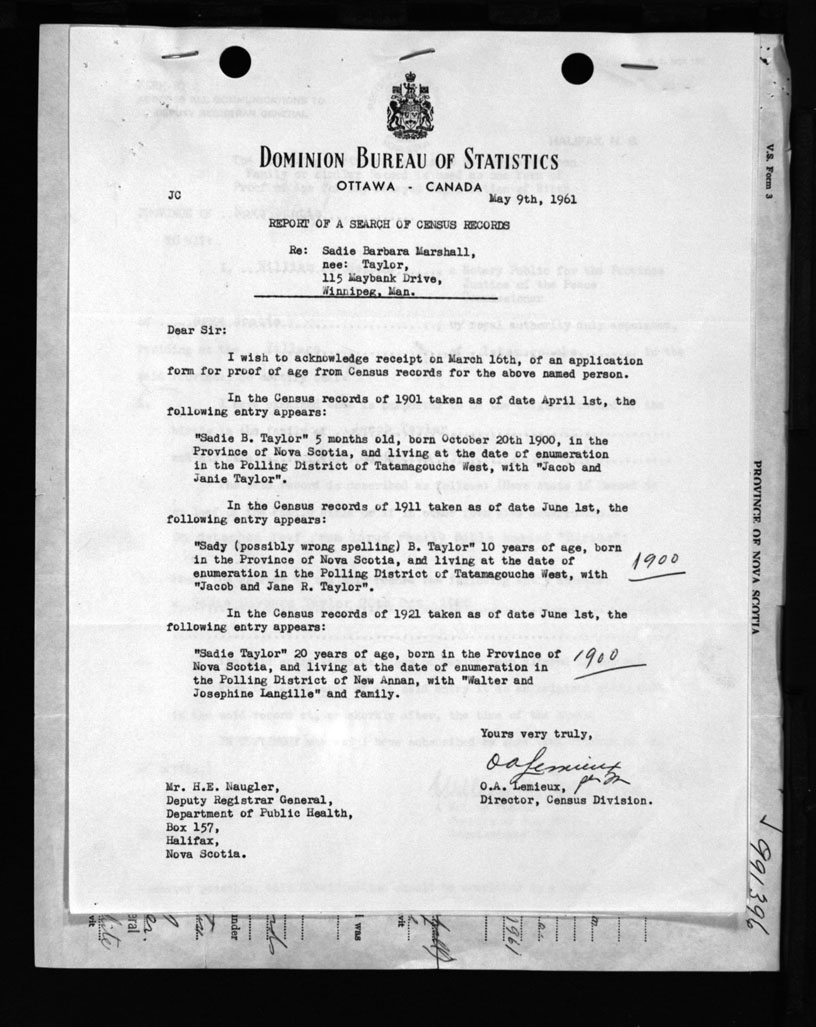 DOMINION BUREAU OF STATISTICS
OTTAWA - CANADA
JC
May 9th, 1961
REPORT OF A SEARCH OF CENSUS RECORDS
Re: Sadie Barbara Marshall,
nee: Taylor,
115 Maybank Drive,
Winnipeg, Man.
Dear Sir:
I wish to acknowledge receipt on March 16th, of an application
form for proof of age from Census records for the above named person.
In the Census records of 1901 taken as of date April 1st, the
following entry appears:
"Sadie B. Taylor" 5 months old, born October 20th 1900, in the
Province of Nova Scotia, and living at the date of enumeration
in the Polling District of Tatamagouche West, with "Jacob and
Janie Taylor".
In the Census records of 1911 taken as of date June 1st, the
following entry appears:
"Sady (possibly wrong spelling) B. Taylor" 10 years of age, born
in the Province of Nova Scotia, and living at the date of
enumeration in the Polling District of Tatamagouche West, with
"Jacob and Jane R. Taylor".
1900
In the Census records of 1921 taken as of date June 1st, the
following entry appears:
"Sadie Taylor" 20 years of age, born in the Province of
Nova Scotia, and living at the date of enumeration in
the Polling District of New Annan, with "Walter and
Josephine Langille" and family.
1900
Yours very truly,
OALemieux
O.A. Lemieux,
Director, Census Division.
Mr. H.E. Naugler,
Deputy Registrar General,
Department of Public Health,
Box 157,
Halifax,
Nova Scotia.
V.S. Form 3
PROVINCE OF NOVA SCOTIA
991396
eral
vit
inder
I was
vit
1961